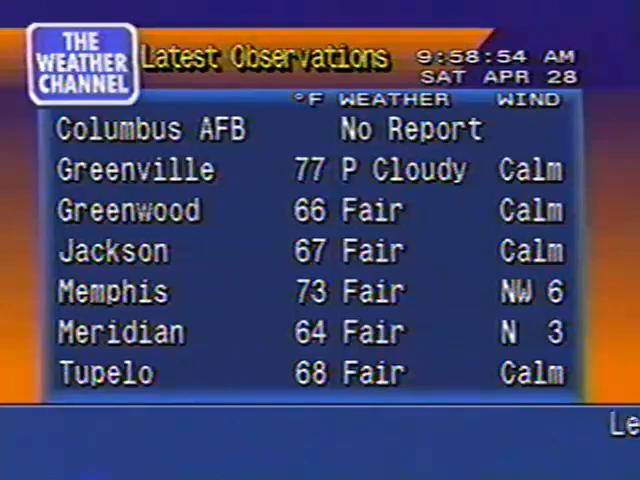 THE
WEATHER
CHANNEL
Latest Observations
9:58:54 AM
SAT APR 28
°F WEATHER WIND
Columbus AFB No Report
Greenville 77 P Cloudy Calm
Greenwood 66 Fair Calm
Jackson 67 Fair Calm
Memphis 73 Fair NW 6
Meridian 64 Fair N 3
Tupelo 68 Fair Calm
Le